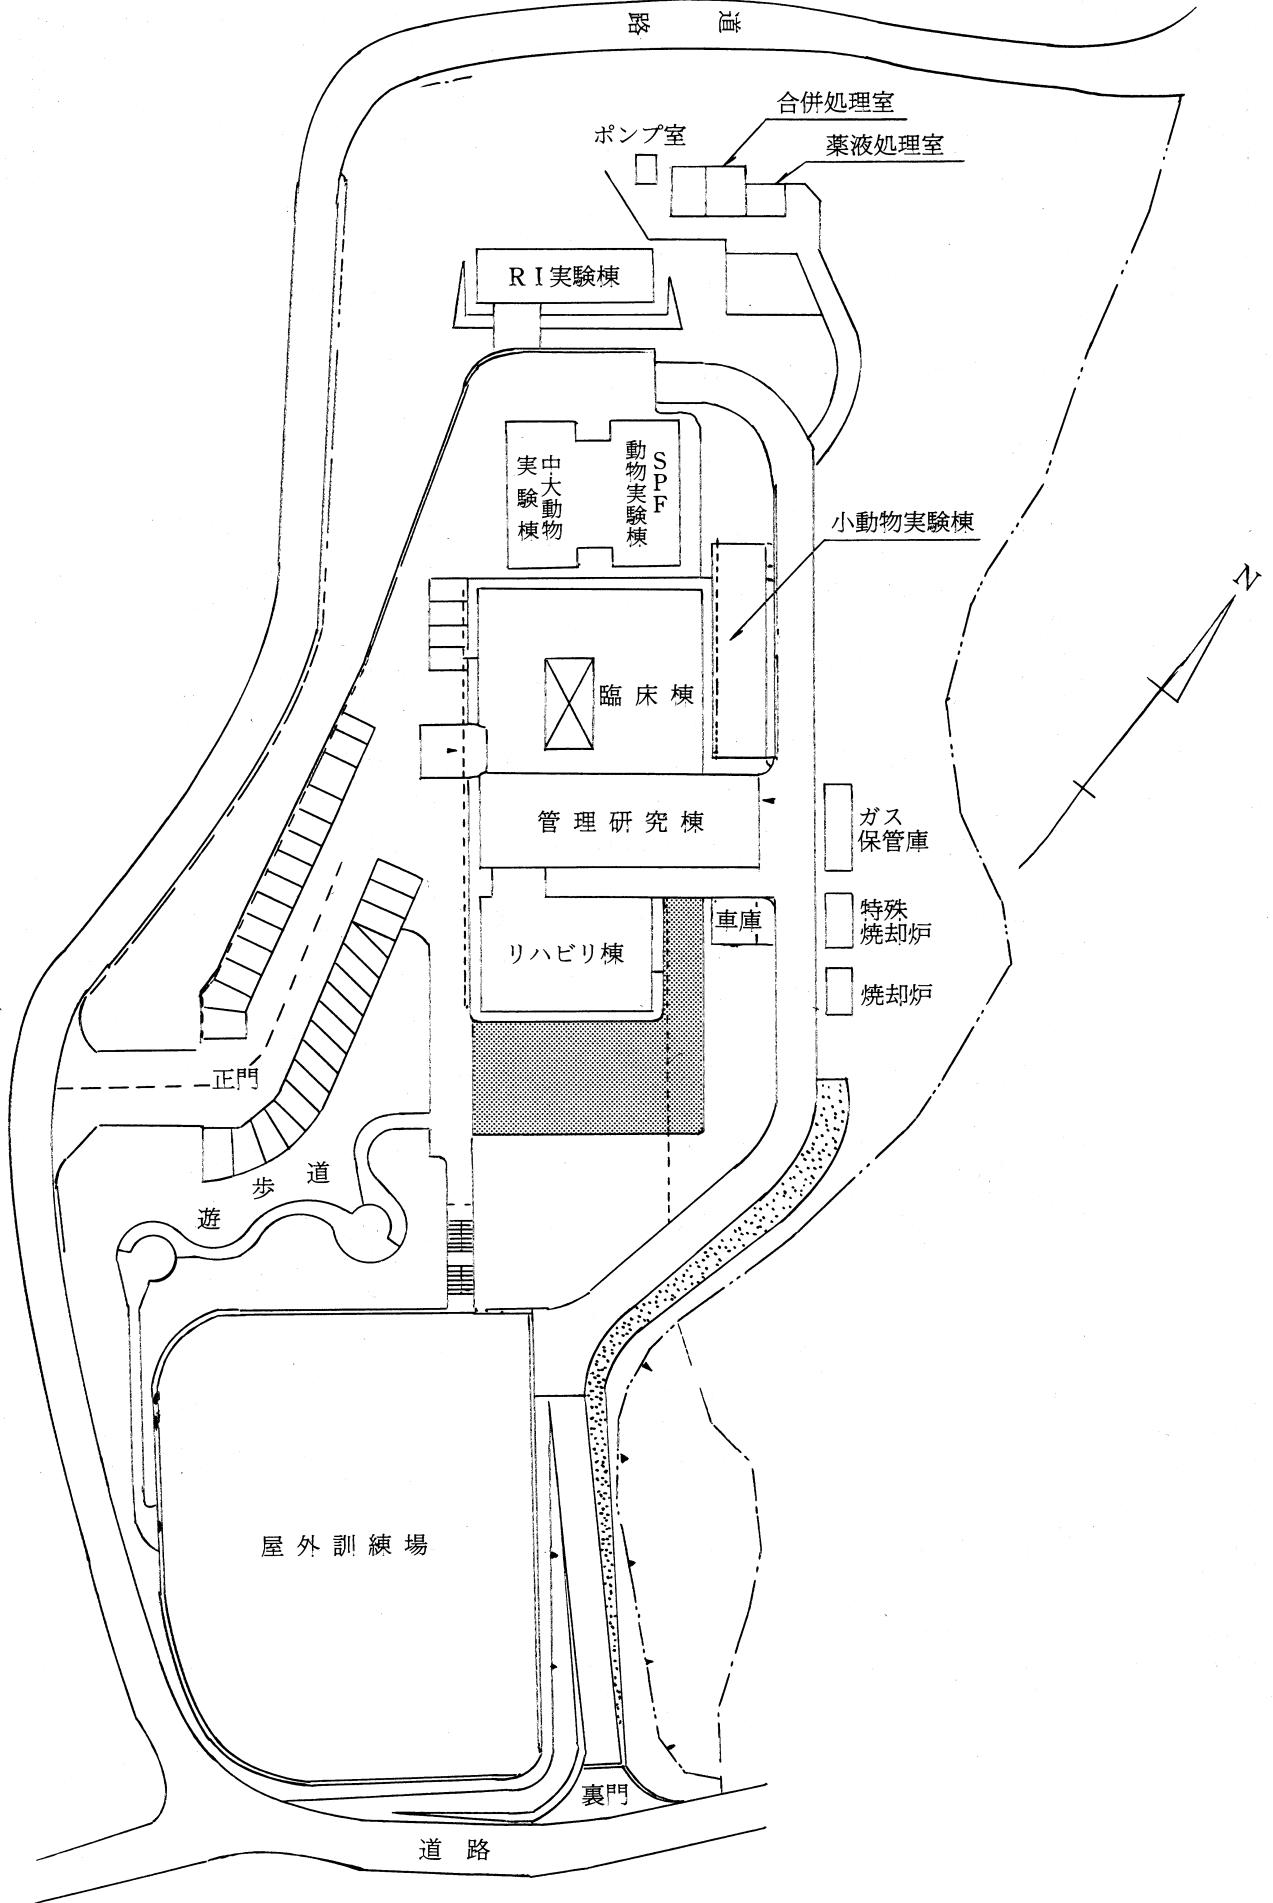 道路
合併処理室
ポンプ室
薬液処理室
ＲＩ実験棟
中大動物
実験棟
SPF
動物実験棟
小動物実験棟
N
臨床棟
管理研究棟
ガス
保管庫
特殊
焼却炉
車庫
リハビリ棟
焼却炉
正門
遊歩道
屋外訓練場
裏門
道路